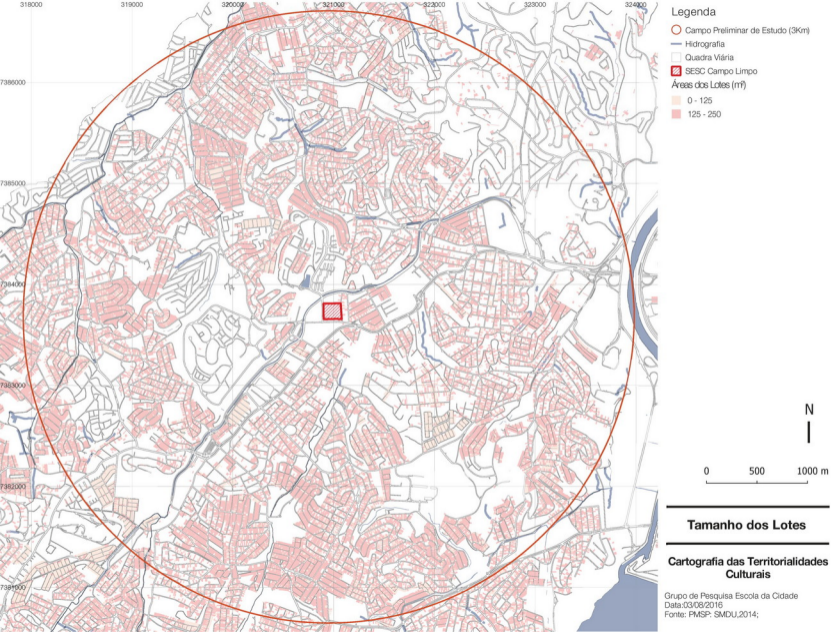 318000 319000 320000 321000 322000 323000 324000
7386000
7385000
7384000
7383000
7382000
7381000
Legenda
Campo Preliminar de Estudo (3Km)
Hidrografia
Quadra Viária
SESC Campo Limpo
Áreas dos Lotes (m²)
0 - 125
125 - 250
N
0 500 1000 m
Tamanho dos Lotes
Cartografia das Territorialidades
Culturais
Grupo de Pesquisa Escola da Cidade
Data:03/08/2016
Fonte: PMSP: SMDU,2014;